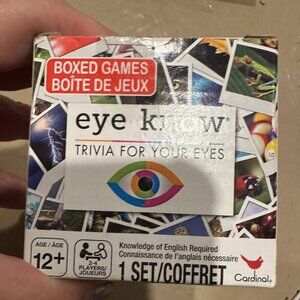 BOXED GAMES
BOÎTE DE JEUX
eye know
TRIVIA FOR YOUR EYES
AGE / ÂGE
12+
2-4
PLAYERS/
JOUEURS
Knowledge of English Required
Connaissance de l'anglais nécessaire
1 SET/COFFRET
Cardinal®